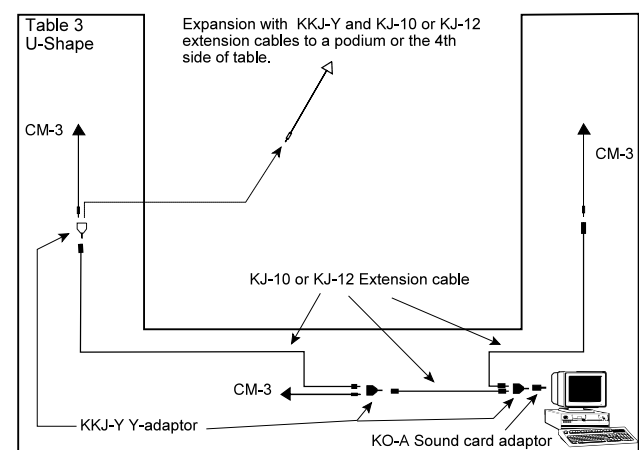 Table 3
U-Shape
Expansion with KKJ-Y and KJ-10 or KJ-12
extension cables to a podium or the 4th
side of table.
CM-3
CM-3
KJ-10 or KJ-12 Extension cable
CM-3
KKJ-Y Y-adaptor
KO-A Sound card adaptor